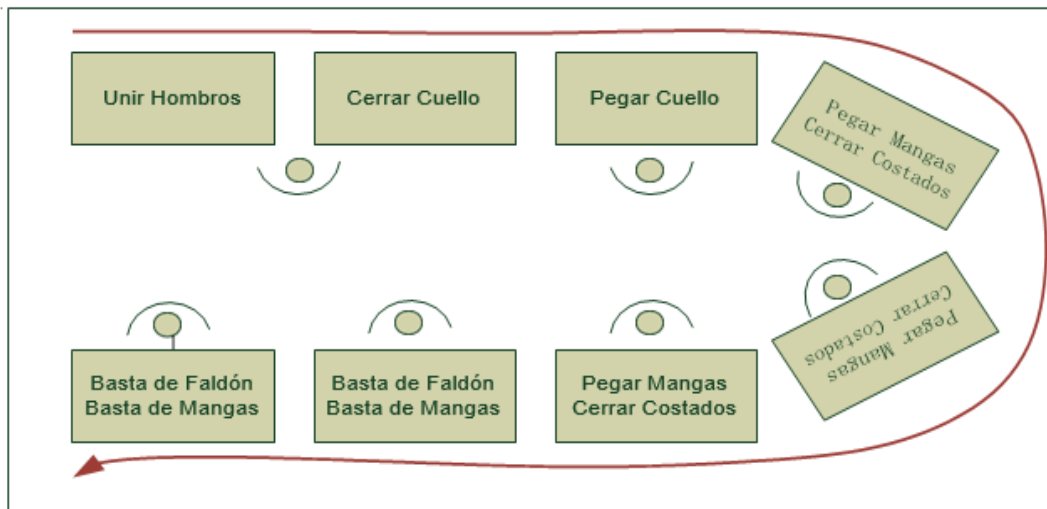 Unir Hombros
Cerrar Cuello
Pegar Cuello
Pegar Mangas
Cerrar Costados
Pegar Mangas
Cerrar Costados
Pegar Mangas
Cerrar Costados
Basta de Faldón
Basta de Mangas
Basta de Faldón
Basta de Mangas